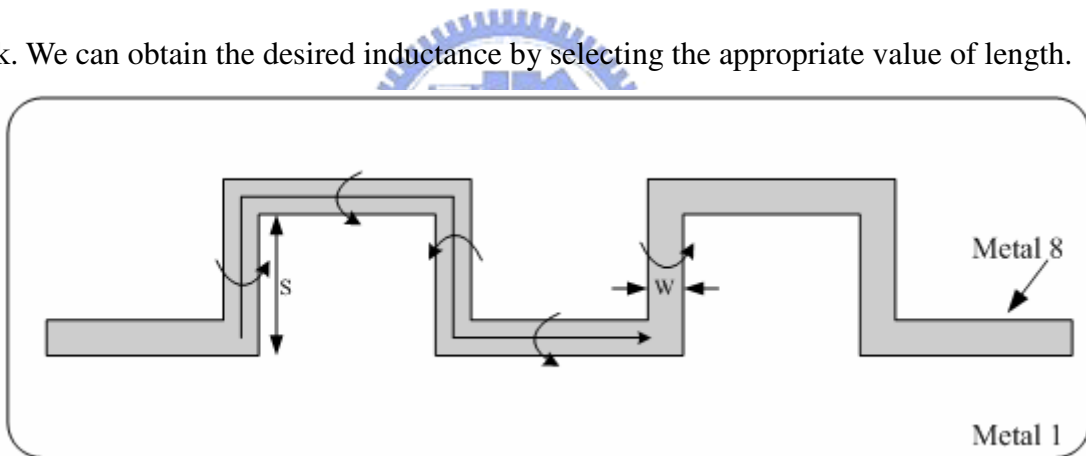 k. We can obtain the desired inductance by selecting the appropriate value of length.
Metal 8
S
W
Metal 1